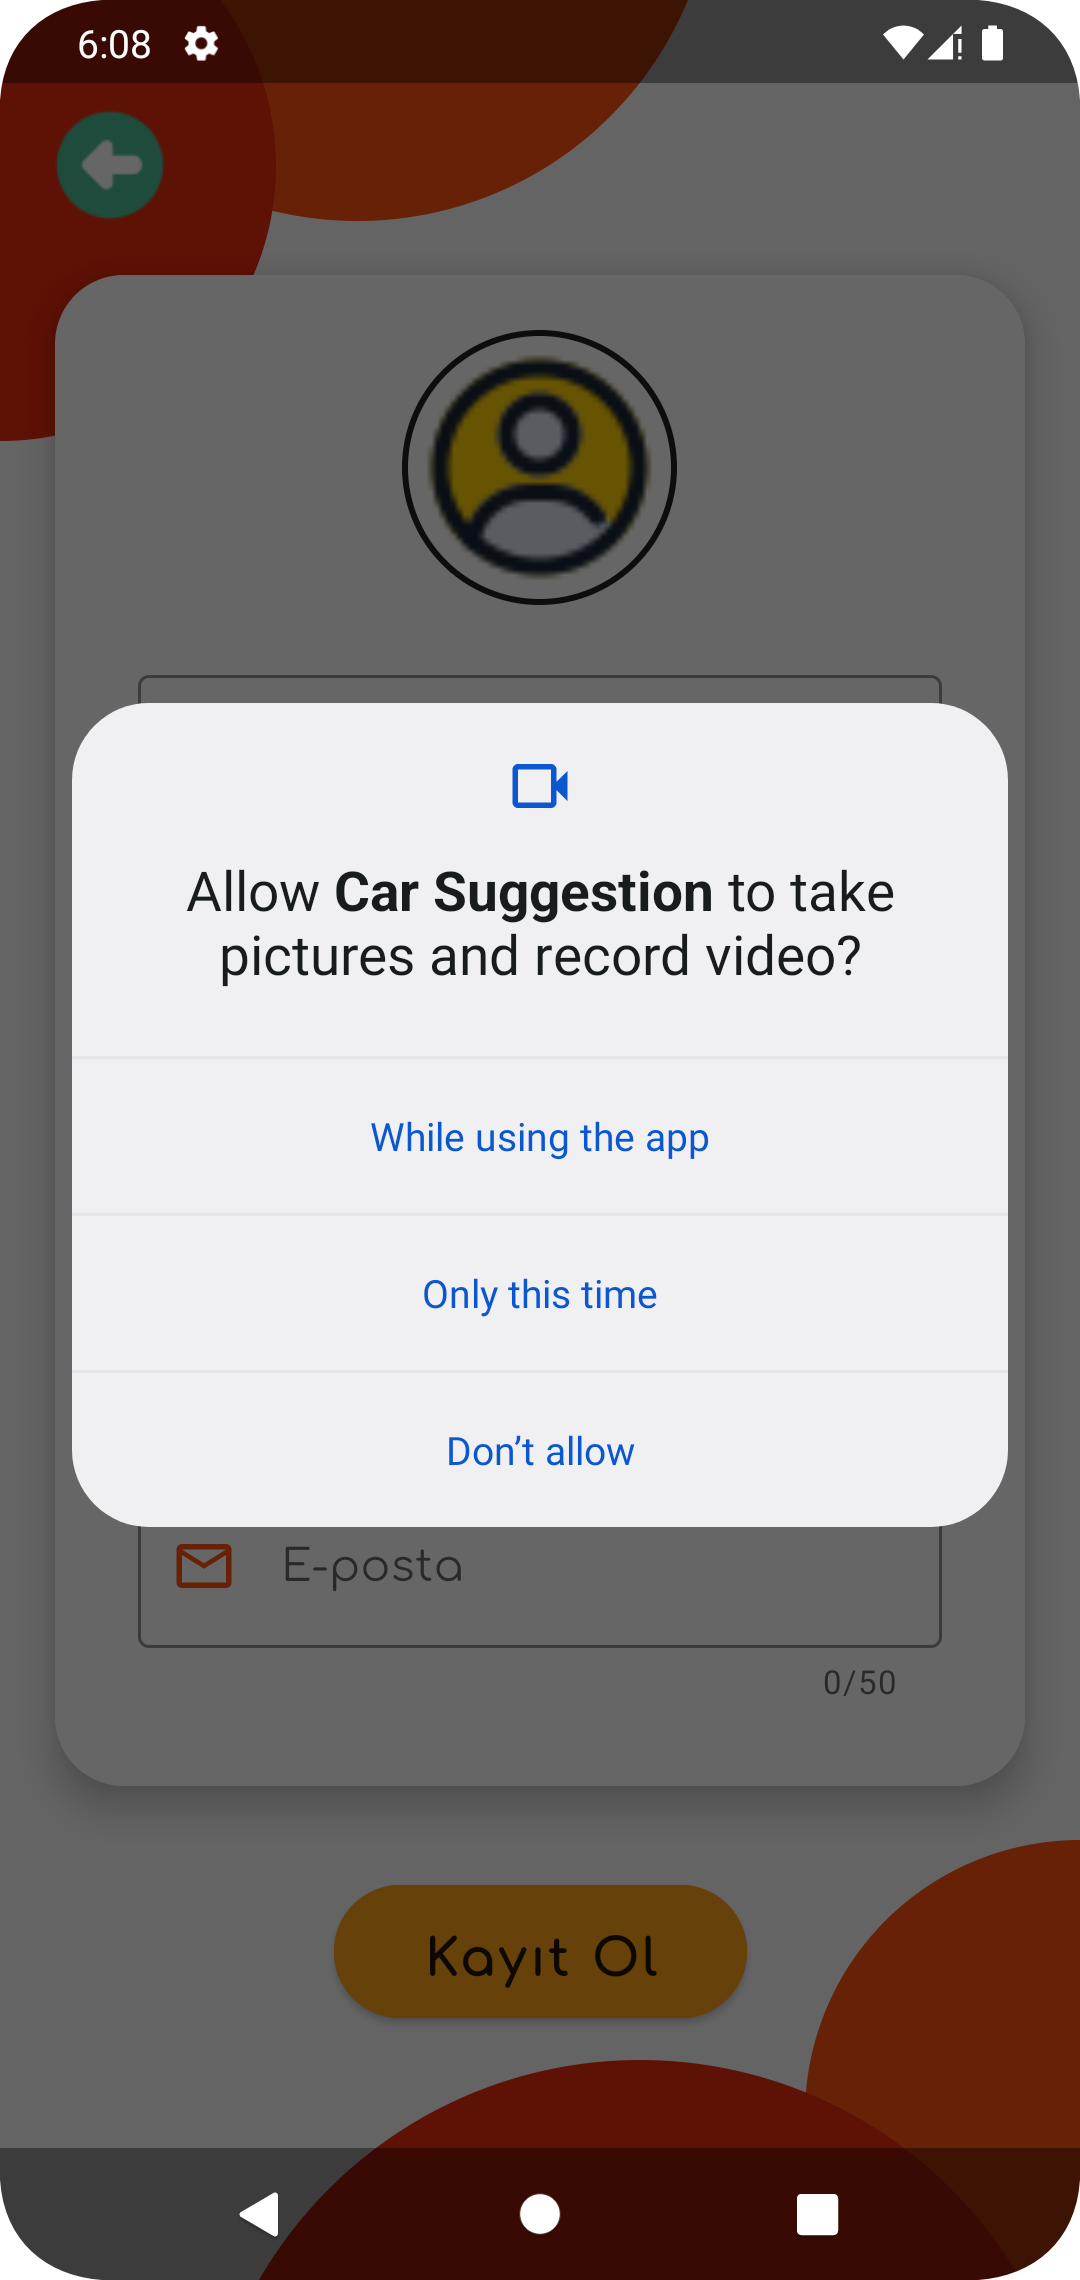 6:08
Allow Car Suggestion to take
pictures and record video?
While using the app
Only this time
Don’t allow
E-posta
0/50
Kayıt Ol